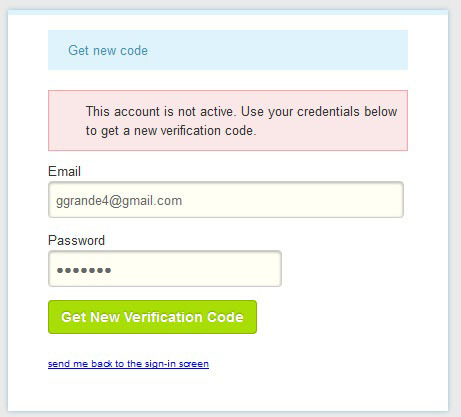 Get new code
This account is not active. Use your credentials below
to get a new verification code.
Email
ggrande4@gmail.com
Password
●●●●●●●
Get New Verification Code
send me back to the sign-in screen